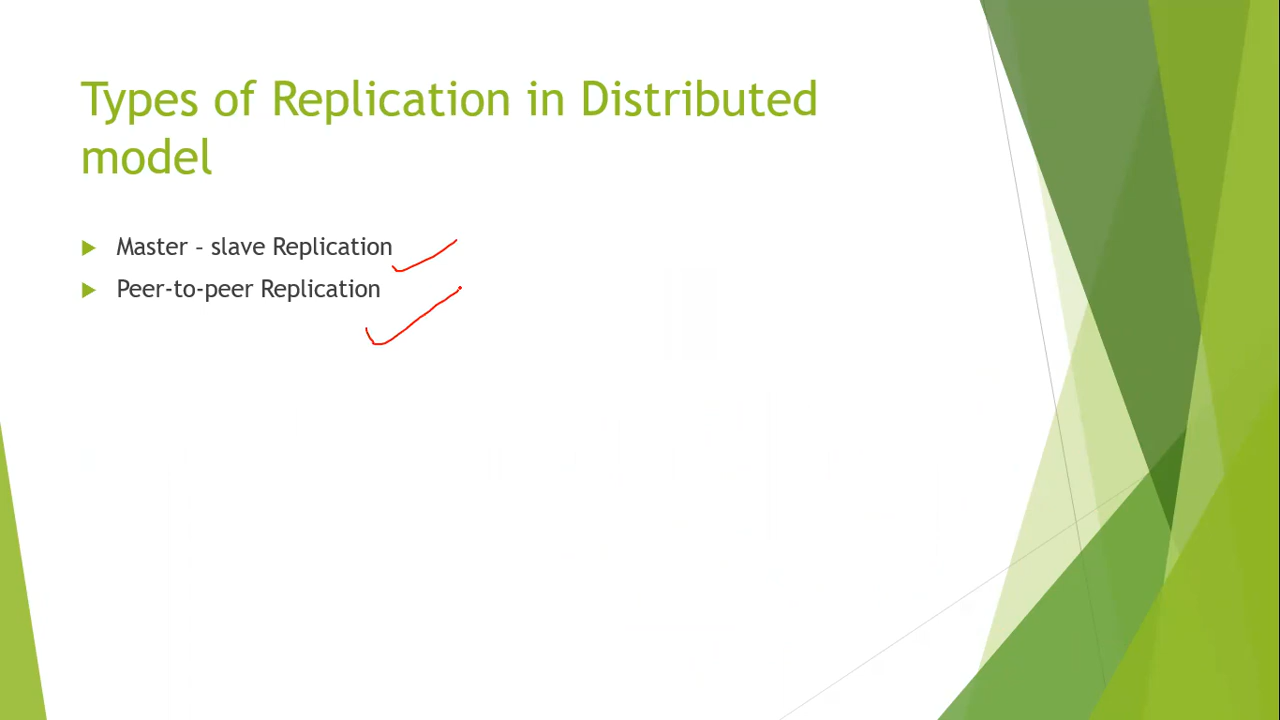 Types of Replication in Distributed
model
Master – slave Replication
Peer-to-peer Replication